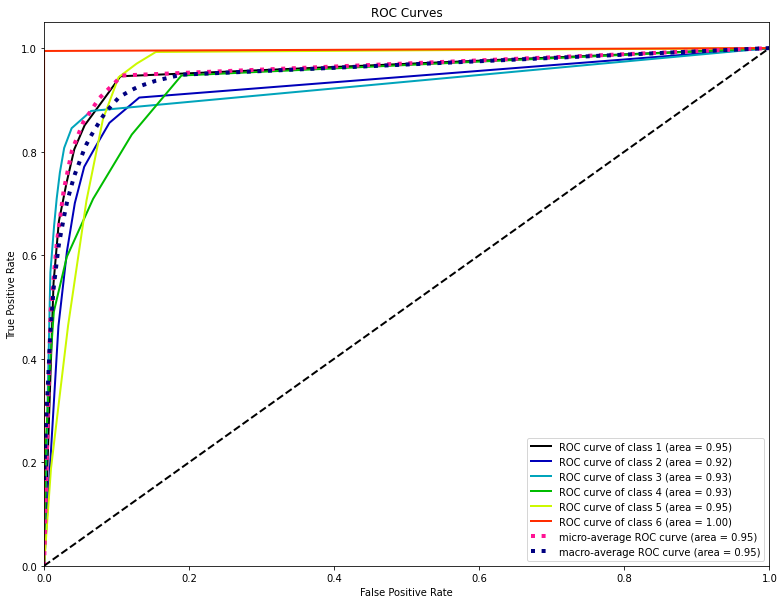 ROC Curves
True Positive Rate
1.0
0.8
0.6
0.4
0.2
0.0
ROC curve of class 1 (area = 0.95)
ROC curve of class 2 (area = 0.92)
ROC curve of class 3 (area = 0.93)
ROC curve of class 4 (area = 0.93)
ROC curve of class 5 (area = 0.95)
ROC curve of class 6 (area = 1.00)
micro-average ROC curve (area = 0.95)
macro-average ROC curve (area = 0.95)
0.0 0.2 0.4 0.6 0.8 1.0
False Positive Rate